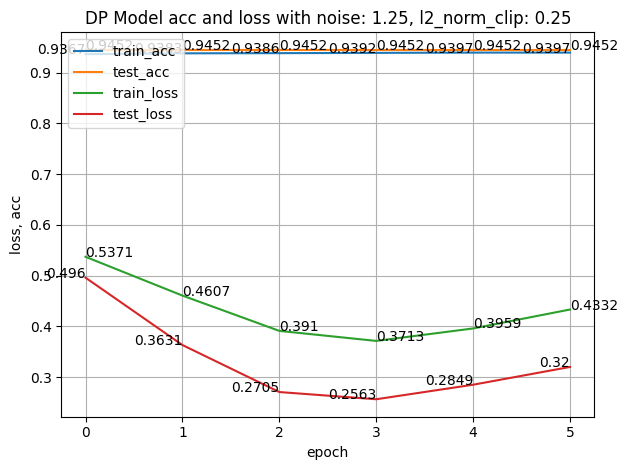 DP Model acc and loss with noise: 1.25, l2_norm_clip: 0.25
0.9452 0.9452 0.9386 0.9452 0.9392 0.9452 0.9397 0.9452 0.9397 0.9452
train_acc
test_acc
train_loss
test_loss
0.9
0.8
0.7
0.6
0.5
0.4
0.3
loss, acc
0.5371
0.496
0.4607
0.3631
0.391
0.2705
0.3713
0.2563
0.3959
0.2849
0.4332
0.32
0 1 2 3 4 5
epoch